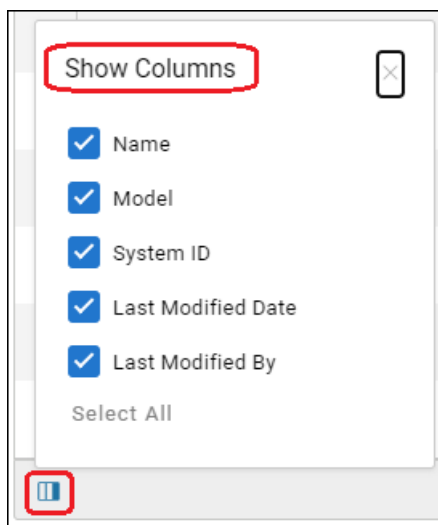 Show Columns
Name
Model
System ID
Last Modified Date
Last Modified By
Select All